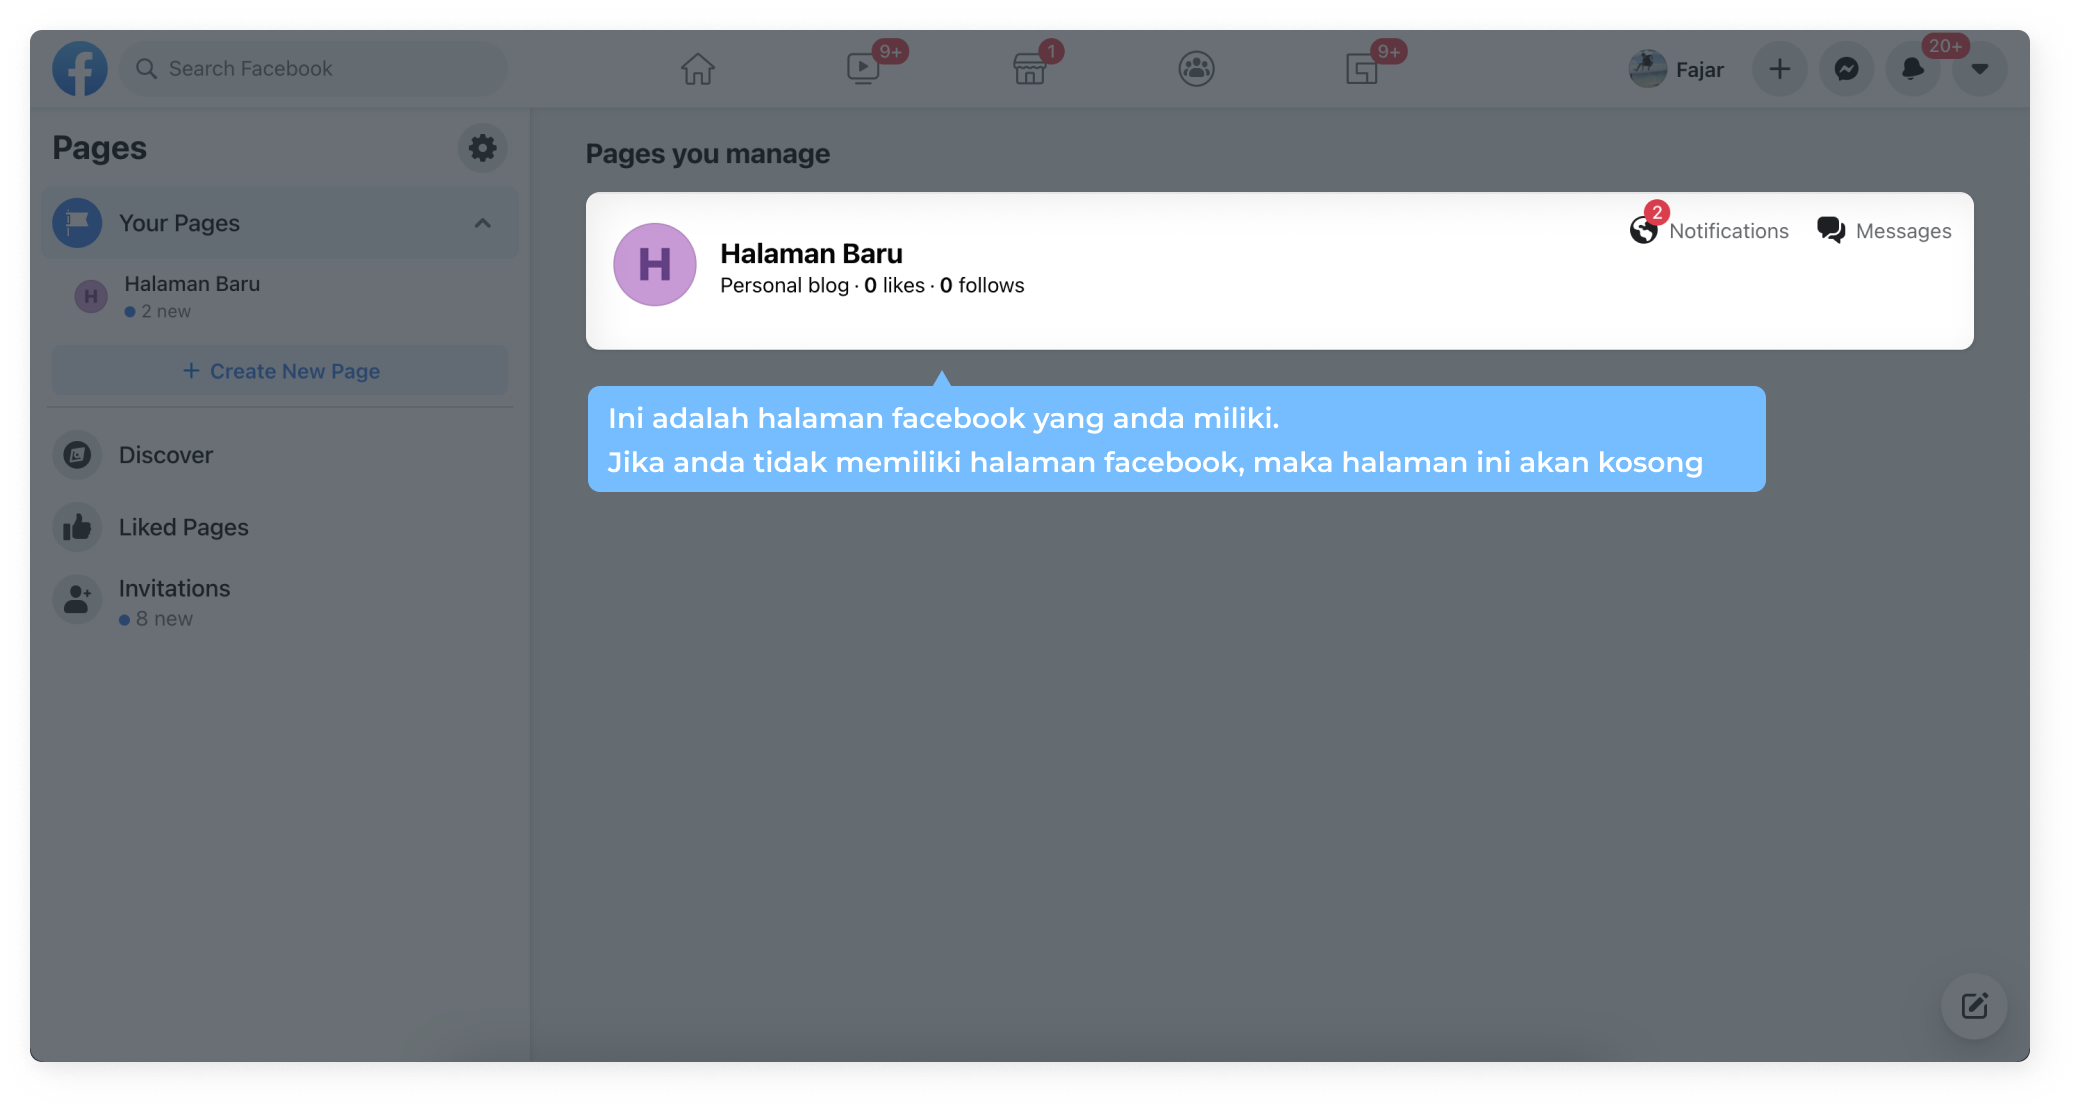 Search Facebook
9+
1
9+
Fajar
20+
Pages
Your Pages
H
Halaman Baru
2 new
+ Create New Page
Discover
Liked Pages
Invitations
8 new
Pages you manage
H
Halaman Baru
Personal blog · 0 likes · 0 follows
2
Notifications
Messages
Ini adalah halaman facebook yang anda miliki.
Jika anda tidak memiliki halaman facebook, maka halaman ini akan kosong